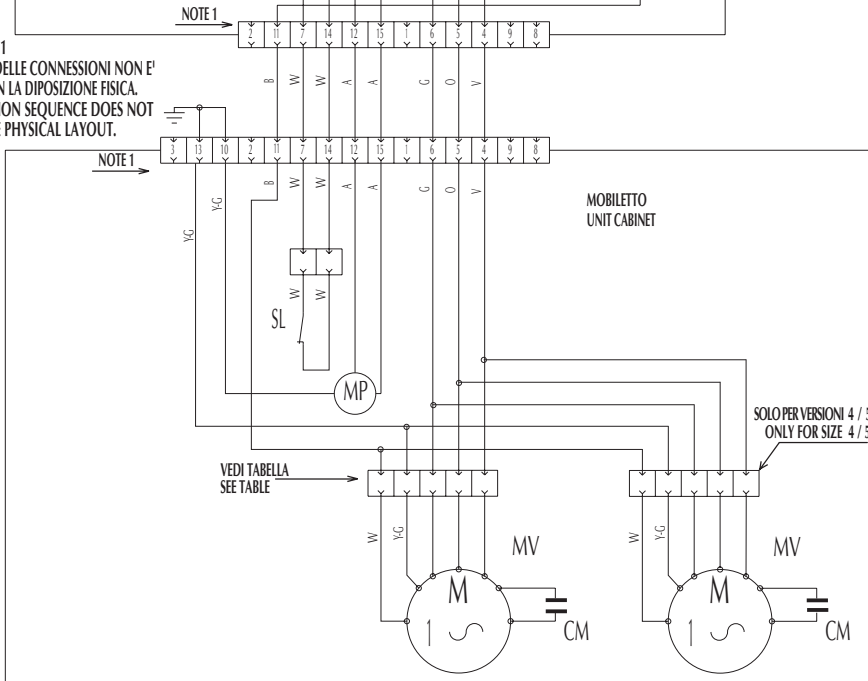 NOTE 1
2 11 7 14 12 15 1 6 5 4 9 8
1
DELLE CONNESSIONI NON E'
LA DIPOSIZIONE FISICA.
ION SEQUENCE DOES NOT
PHYSICAL LAYOUT.
B W W A A G O V
NOTE 1
3 13 10 2 11 7 14 12 15 1 6 5 4 9 8
Y-G Y-G B W W A A G O V
MOBILETTO
UNIT CABINET
W W
SL
MP
SOLO PER VERSIONI 4 / 5
ONLY FOR SIZE 4 / 5
VEDI TABELLA
SEE TABLE
W Y-G MV W Y-G MV
M M
1 CM 1 CM